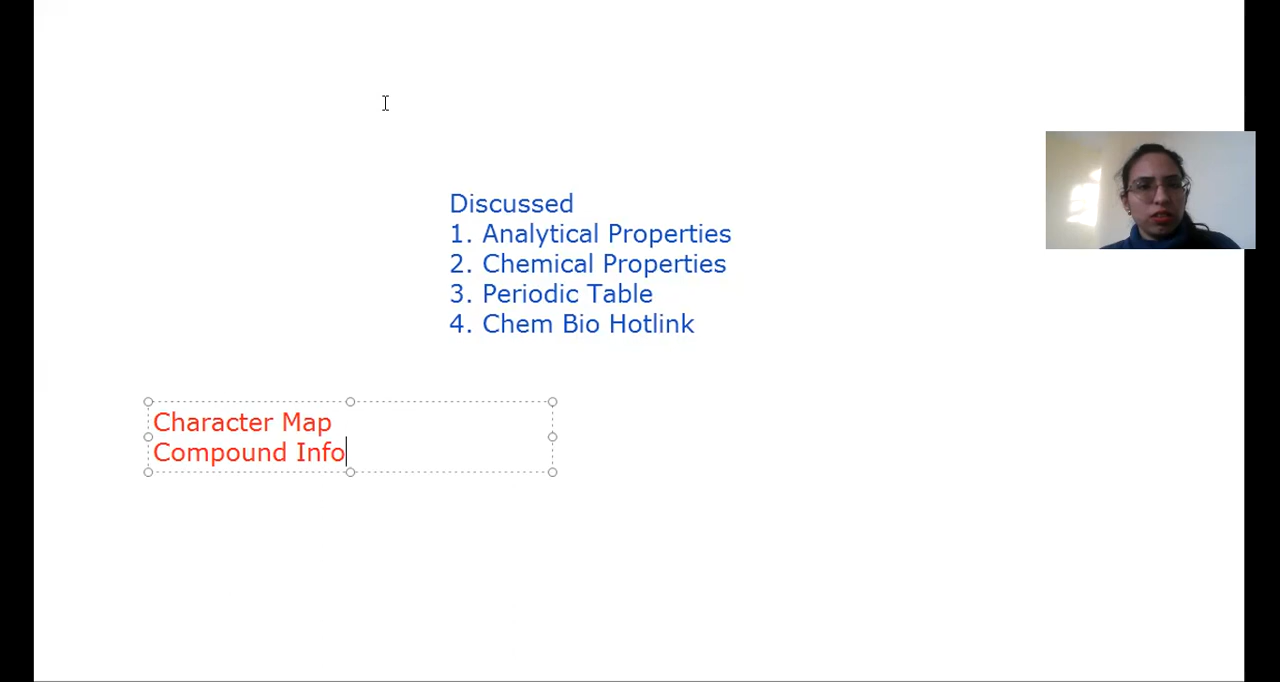 Discussed
1. Analytical Properties
2. Chemical Properties
3. Periodic Table
4. Chem Bio Hotlink
Character Map
Compound Info